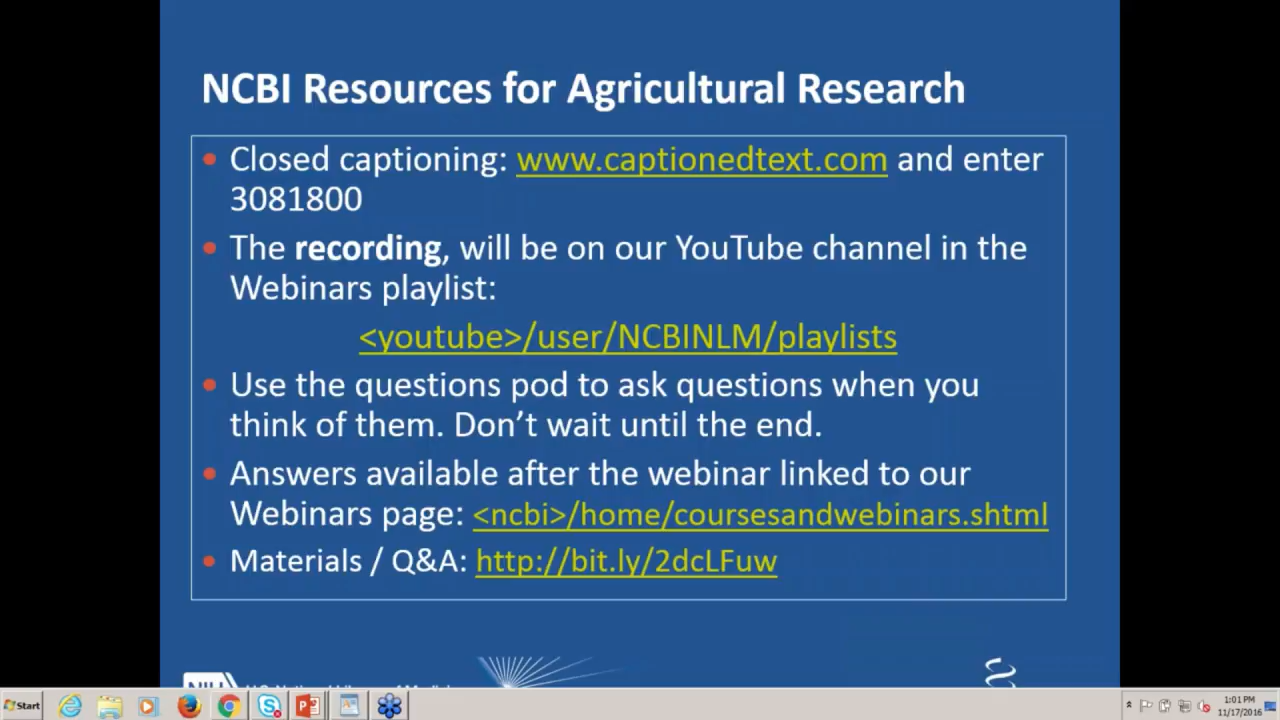 NCBI Resources for Agricultural Research
• Closed captioning: www.captionedtext.com and enter
3081800
• The recording, will be on our YouTube channel in the
Webinars playlist:
<youtube>/user/NCBINLM/playlists
• Use the questions pod to ask questions when you
think of them. Don’t wait until the end.
• Answers available after the webinar linked to our
Webinars page: <ncbi>/home/coursesandwebinars.shtml
• Materials / Q&A: http://bit.ly/2dcLFuw
Start
1:01 PM
11/17/2016